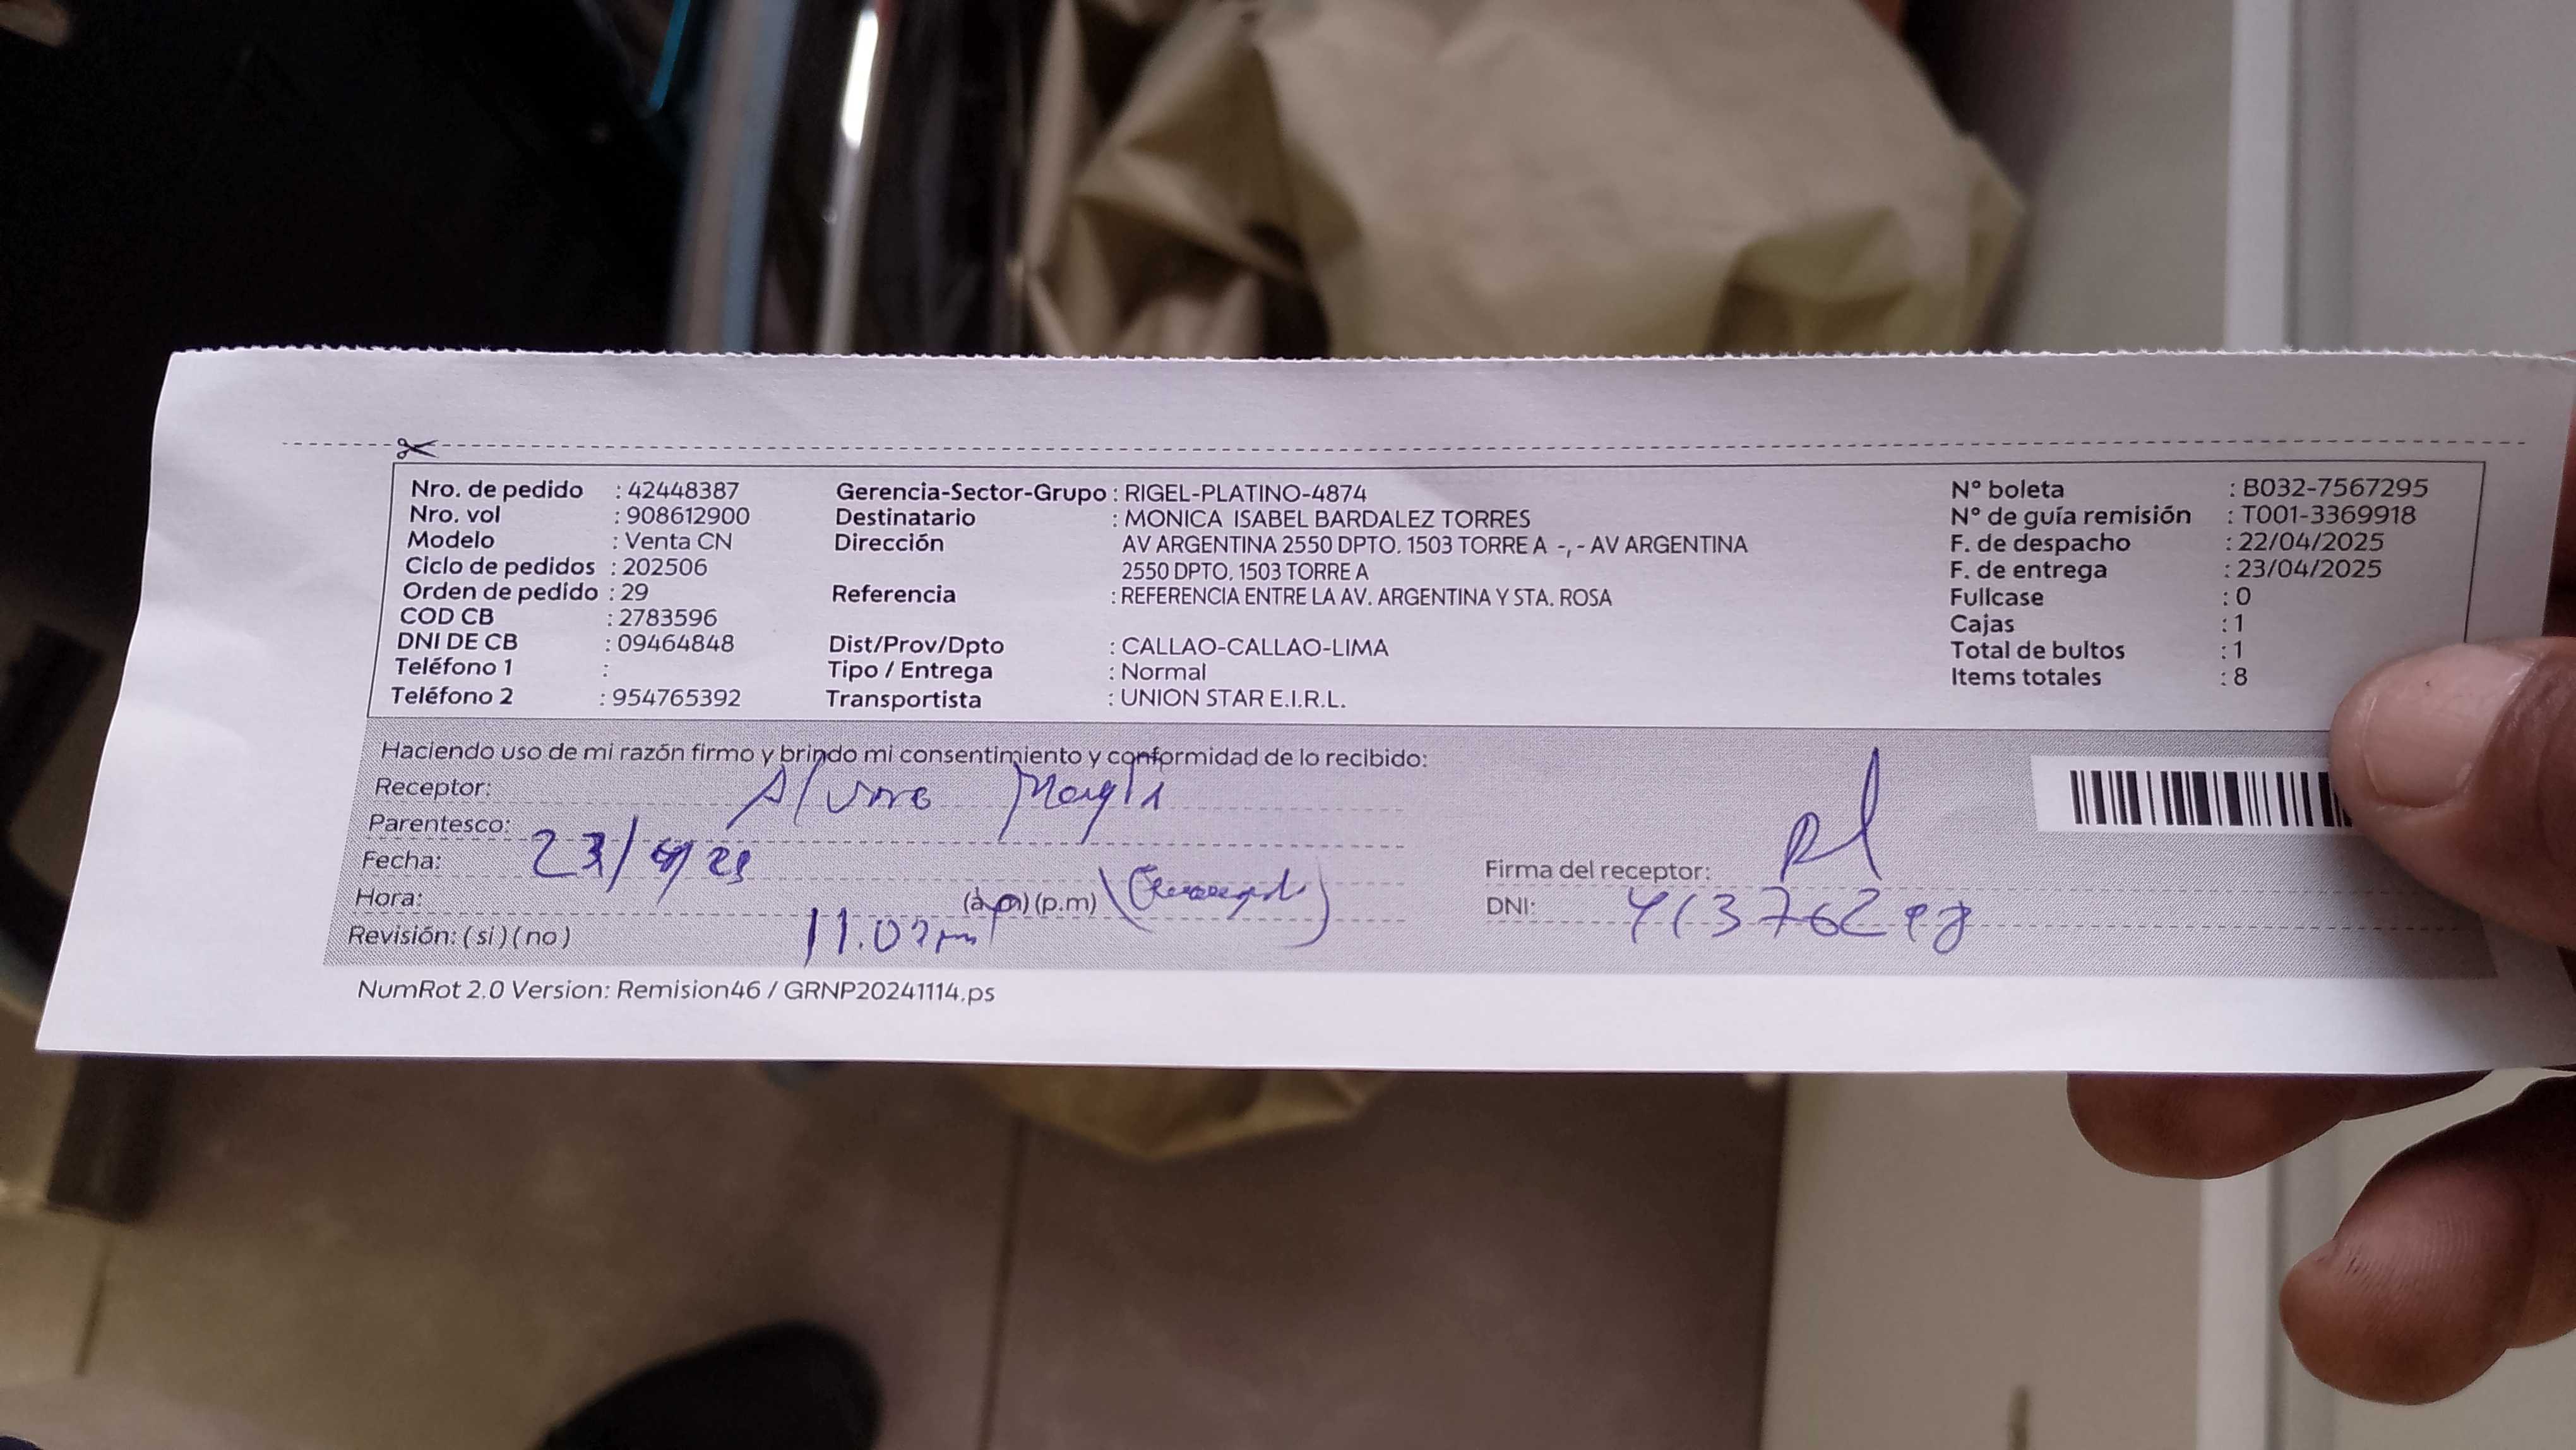 Nro. de pedido : 42448387 Gerencia-Sector-Grupo : RIGEL-PLATINO-4874 N° boleta : B032-7567295
Nro. vol : 908612900 Destinatario : MONICA ISABEL BARDALEZ TORRES N° de guía remisión : T001-3369918
Modelo : Venta CN Dirección AV ARGENTINA 2550 DPTO. 1503 TORRE A -,- AV ARGENTINA F. de despacho : 22/04/2025
Ciclo de pedidos : 202506 2550 DPTO. 1503 TORRE A F. de entrega : 23/04/2025
Orden de pedido : 29 Referencia : REFERENCIA ENTRE LA AV. ARGENTINA Y STA. ROSA Fullcase : 0
COD CB : 2783596 Cajas : 1
DNI DE CB : 09464848 Dist/Prov/Dpto : CALLAO-CALLAO-LIMA Total de bultos : 1
Teléfono 1 : Tipo / Entrega : Normal Items totales : 8
Teléfono 2 : 954765392 Transportista : UNION STAR E.I.R.L.
Haciendo uso de mi razón firmo y brindo mi consentimiento y conformidad de lo recibido:
Receptor:
Parentesco:
Fecha: Firma del receptor:
Hora: (a.m) (p.m) DNI:
Revisión: ( si ) ( no )
NumRot 2.0 Version: Remision46 / GRNP20241114.ps